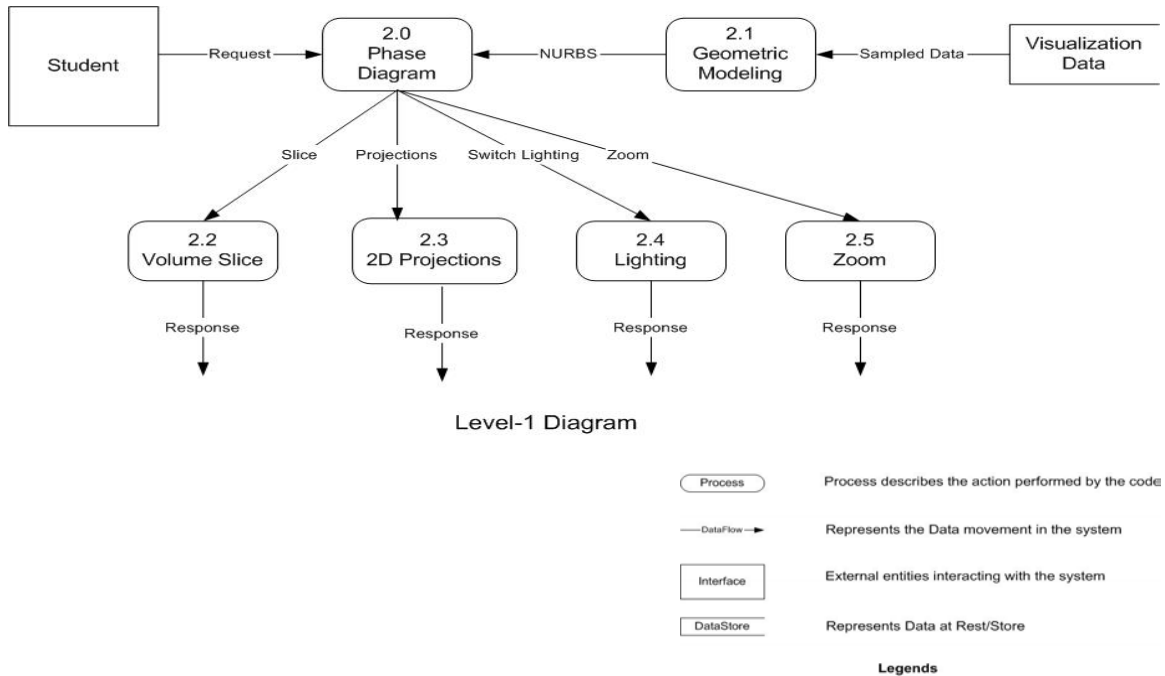 Student
Request
2.0
Phase
Diagram
NURBS
2.1
Geometric
Modeling
Sampled Data
Visualization
Data
Slice
Projections
Switch Lighting
Zoom
2.2
Volume Slice
2.3
2D Projections
2.4
Lighting
2.5
Zoom
Response
Response
Response
Response
Level-1 Diagram
Process
Process describes the action performed by the code
DataFlow
Represents the Data movement in the system
Interface
External entities interacting with the system
DataStore
Represents Data at Rest/Store
Legends